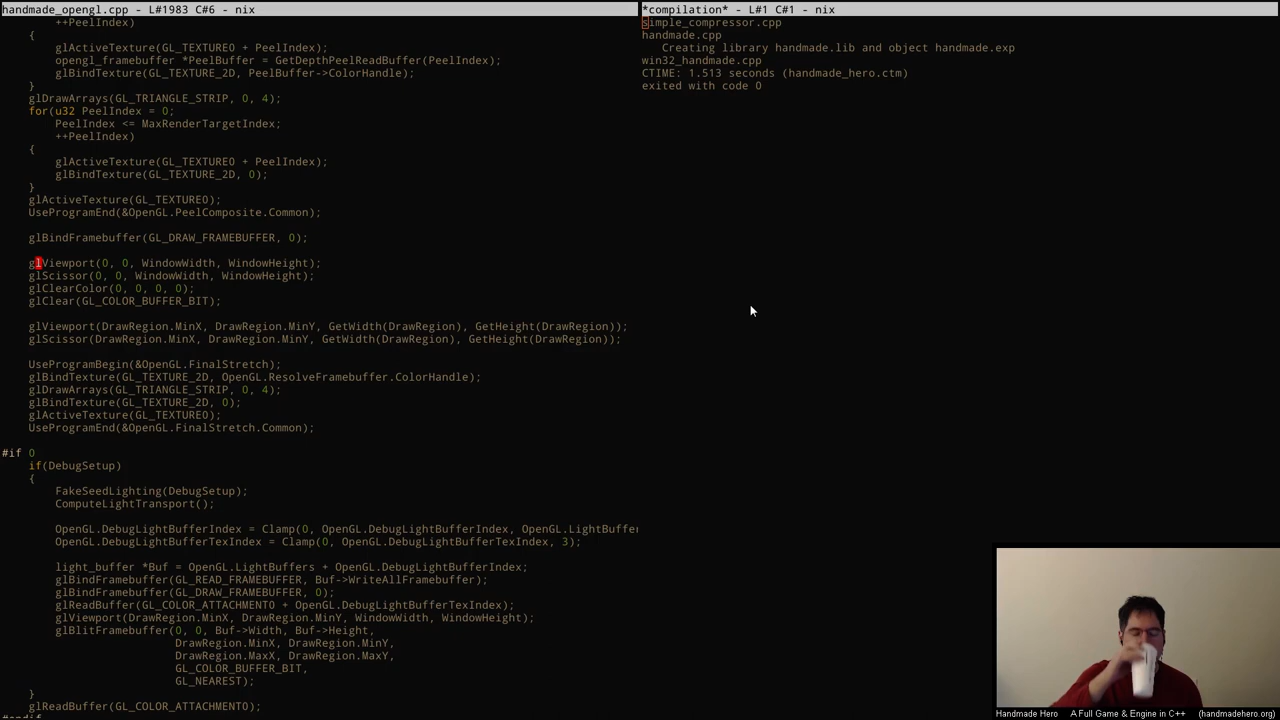 handmade_opengl.cpp - L#1983 C#6 - nix
++PeelIndex)
{
glActiveTexture(GL_TEXTURE0 + PeelIndex);
opengl_framebuffer *PeelBuffer = GetDepthPeelReadBuffer(PeelIndex);
glBindTexture(GL_TEXTURE_2D, PeelBuffer->ColorHandle);
}
glDrawArrays(GL_TRIANGLE_STRIP, 0, 4);
for(u32 PeelIndex = 0;
PeelIndex <= MaxRenderTargetIndex;
++PeelIndex)
{
glActiveTexture(GL_TEXTURE0 + PeelIndex);
glBindTexture(GL_TEXTURE_2D, 0);
}
glActiveTexture(GL_TEXTURE0);
UseProgramEnd(&OpenGL.PeelComposite.Common);
glBindFramebuffer(GL_DRAW_FRAMEBUFFER, 0);
glViewport(0, 0, WindowWidth, WindowHeight);
glScissor(0, 0, WindowWidth, WindowHeight);
glClearColor(0, 0, 0, 0);
glClear(GL_COLOR_BUFFER_BIT);
glViewport(DrawRegion.MinX, DrawRegion.MinY, GetWidth(DrawRegion), GetHeight(DrawRegion));
glScissor(DrawRegion.MinX, DrawRegion.MinY, GetWidth(DrawRegion), GetHeight(DrawRegion));
UseProgramBegin(&OpenGL.FinalStretch);
glBindTexture(GL_TEXTURE_2D, OpenGL.ResolveFramebuffer.ColorHandle);
glDrawArrays(GL_TRIANGLE_STRIP, 0, 4);
glBindTexture(GL_TEXTURE_2D, 0);
glActiveTexture(GL_TEXTURE0);
UseProgramEnd(&OpenGL.FinalStretch.Common);
#if 0
if(DebugSetup)
{
FakeSeedLighting(DebugSetup);
ComputeLightTransport();
OpenGL.DebugLightBufferIndex = Clamp(0, OpenGL.DebugLightBufferIndex, OpenGL.LightBuffer
OpenGL.DebugLightBufferTexIndex = Clamp(0, OpenGL.DebugLightBufferTexIndex, 3);
light_buffer *Buf = OpenGL.LightBuffers + OpenGL.DebugLightBufferIndex;
glBindFramebuffer(GL_READ_FRAMEBUFFER, Buf->WriteAllFramebuffer);
glBindFramebuffer(GL_DRAW_FRAMEBUFFER, 0);
glReadBuffer(GL_COLOR_ATTACHMENT0 + OpenGL.DebugLightBufferTexIndex);
glViewport(DrawRegion.MinX, DrawRegion.MinY, WindowWidth, WindowHeight);
glBlitFramebuffer(0, 0, Buf->Width, Buf->Height,
DrawRegion.MinX, DrawRegion.MinY,
DrawRegion.MaxX, DrawRegion.MaxY,
GL_COLOR_BUFFER_BIT,
GL_NEAREST);
}
glReadBuffer(GL_COLOR_ATTACHMENT0);
#endif
*compilation* - L#1 C#1 - nix
simple_compressor.cpp
handmade.cpp
Creating library handmade.lib and object handmade.exp
win32_handmade.cpp
CTIME: 1.513 seconds (handmade_hero.ctm)
exited with code 0
Handmade Hero A Full Game & Engine in C++ (handmadehero.org)